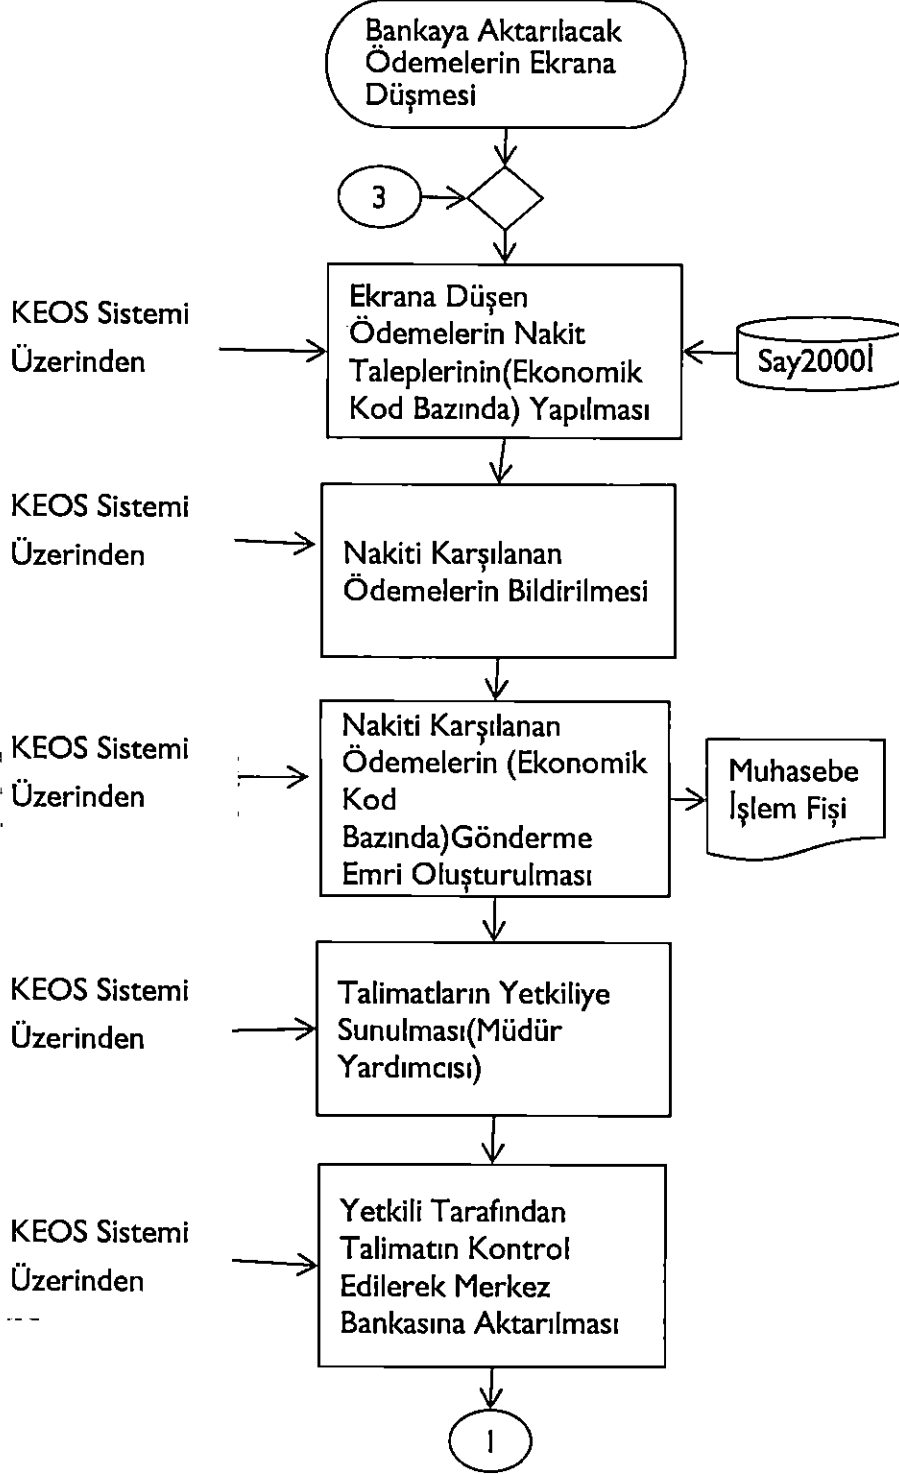 Bankaya Aktarılacak
Ödemelerin Ekrana
Düşmesi
3
KEOS Sistemi
Üzerinden
Ekrana Düşen
Ödemelerin Nakit
Taleplerinin(Ekonomik
Kod Bazında) Yapılması
Say2000İ
KEOS Sistemi
Üzerinden
Nakiti Karşılanan
Ödemelerin Bildirilmesi
KEOS Sistemi
Üzerinden
Nakiti Karşılanan
Ödemelerin (Ekonomik
Kod
Bazında)Gönderme
Emri Oluşturulması
Muhasebe
İşlem Fişi
KEOS Sistemi
Üzerinden
Talimatların Yetkiliye
Sunulması(Müdür
Yardımcısı)
KEOS Sistemi
Üzerinden
Yetkili Tarafından
Talimatın Kontrol
Edilerek Merkez
Bankasına Aktarılması
1